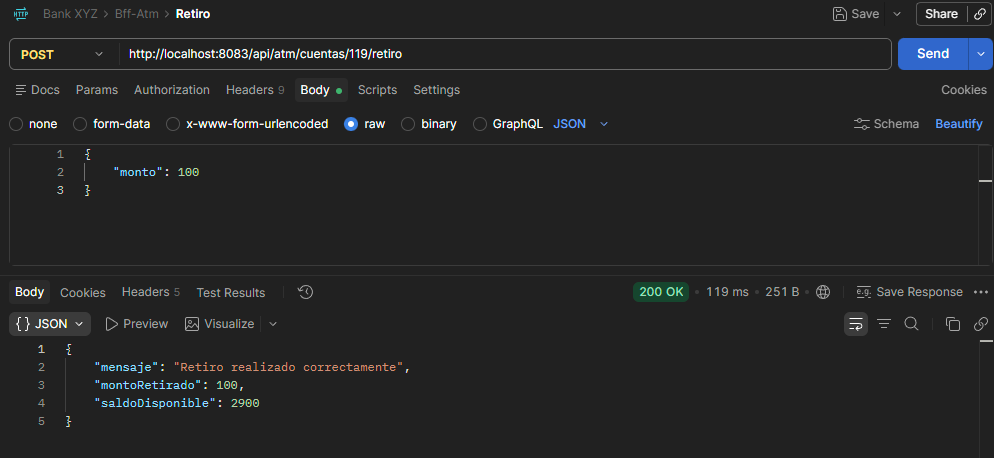 HTTP Bank XYZ > Bff-Atm > Retiro Save Share
POST http://localhost:8083/api/atm/cuentas/119/retiro Send
Docs Params Authorization Headers 9 Body Scripts Settings Cookies
none form-data x-www-form-urlencoded raw binary GraphQL JSON Schema Beautify
1 {
2 "monto": 100
3 }
Body Cookies Headers 5 Test Results 200 OK • 119 ms • 251 B e.g. Save Response
{} JSON Preview Visualize
1 {
2 "mensaje": "Retiro realizado correctamente",
3 "montoRetirado": 100,
4 "saldoDisponible": 2900
5 }